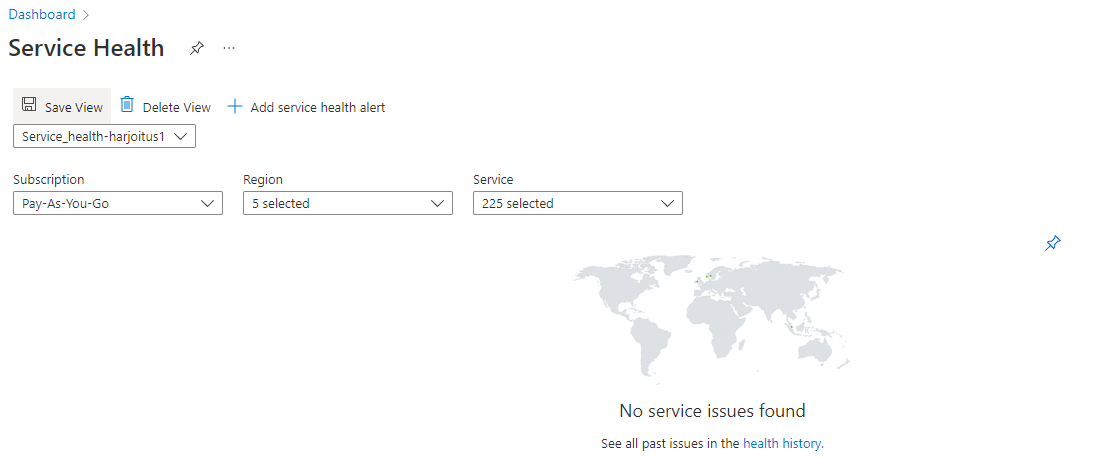 Dashboard
Service Health
Save View Delete View Add service health alert
Service_health-harjoitus1
Subscription Region Service
Pay-As-You-Go 5 selected 225 selected
No service issues found
See all past issues in the health history.